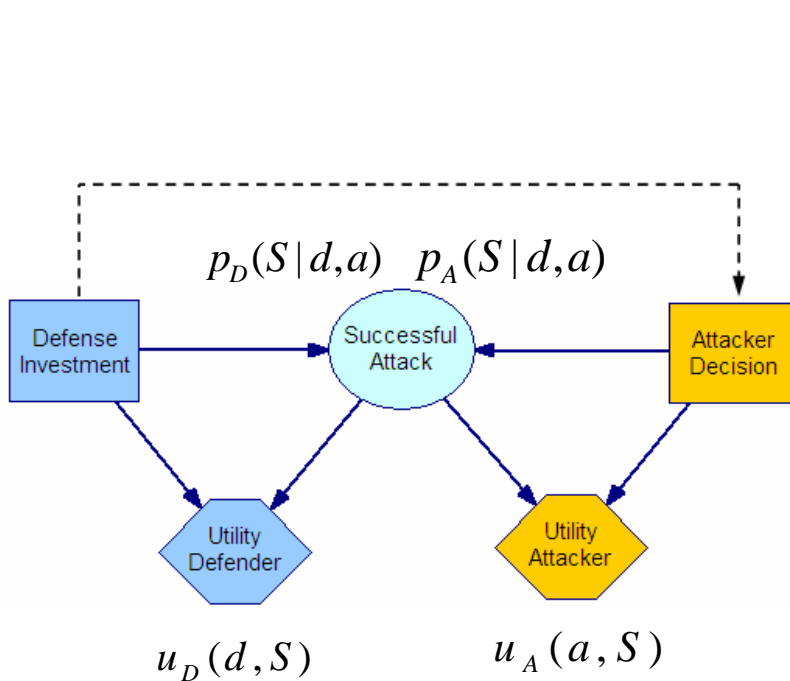 p_D(S|d,a) p_A(S|d,a)
Defense
Investment
Successful
Attack
Attacker
Decision
Utility
Defender
Utility
Attacker
u_D(d,S)
u_A(a,S)